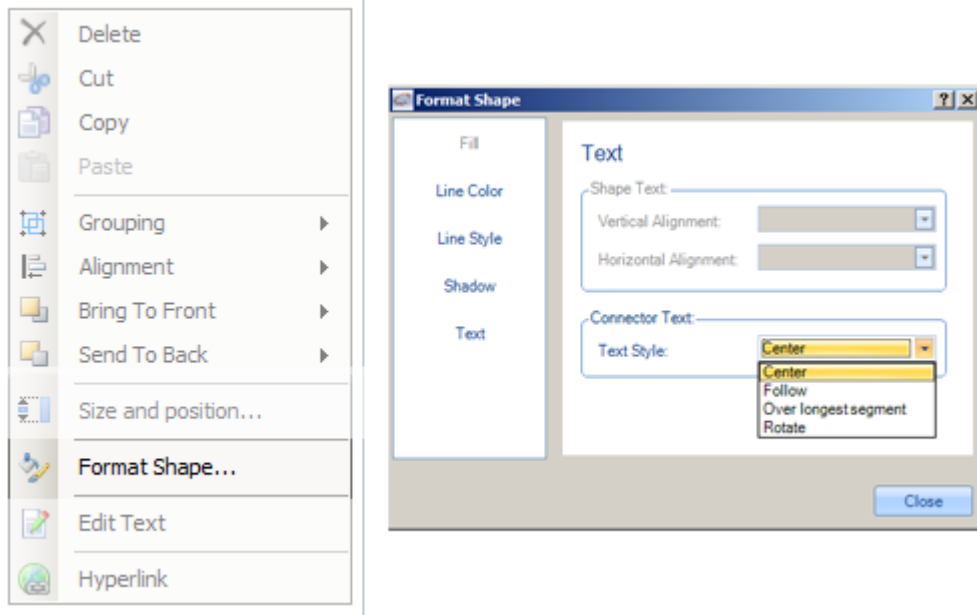 Delete
Cut
Copy
Paste
Grouping
Alignment
Bring To Front
Send To Back
Size and position...
Format Shape...
Edit Text
Hyperlink
Format Shape
Fill
Line Color
Line Style
Shadow
Text
Text
Shape Text:
Vertical Alignment:
Horizontal Alignment:
Connector Text:
Text Style: Center
Center
Follow
Over longest segment
Rotate
Close